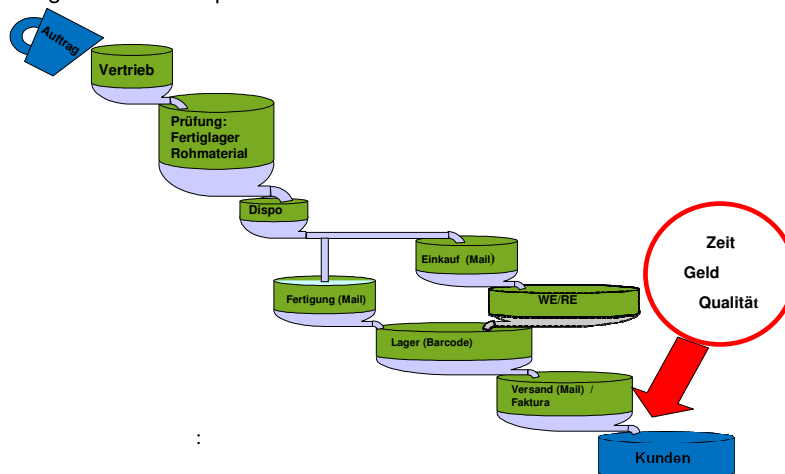 Auftrag
Vertrieb
Prüfung:
Fertiglager
Rohmaterial
Dispo
Einkauf (Mail)
Fertigung (Mail)
WE/RE
Lager (Barcode)
Versand (Mail) /
Faktura
Zeit
Geld
Qualität
:
Kunden